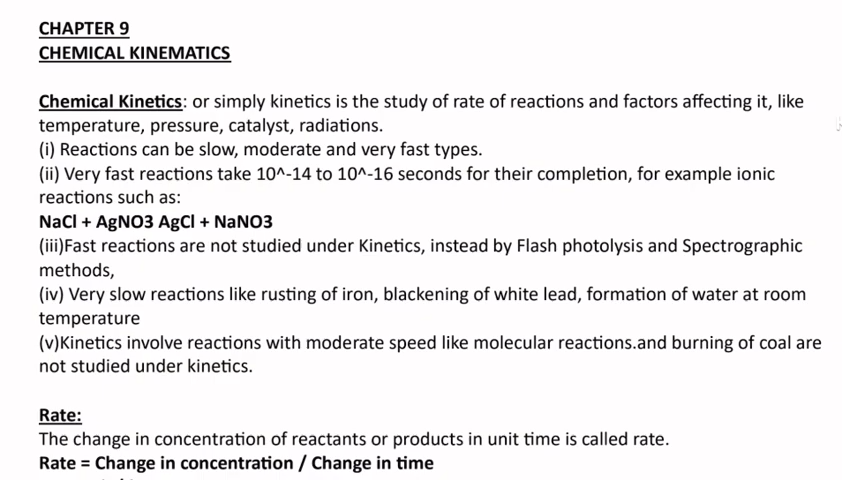 CHAPTER 9
CHEMICAL KINEMATICS
Chemical Kinetics: or simply kinetics is the study of rate of reactions and factors affecting it, like
temperature, pressure, catalyst, radiations.
(i) Reactions can be slow, moderate and very fast types.
(ii) Very fast reactions take 10^-14 to 10^-16 seconds for their completion, for example ionic
reactions such as:
NaCl + AgNO3 AgCl + NaNO3
(iii)Fast reactions are not studied under Kinetics, instead by Flash photolysis and Spectrographic
methods,
(iv) Very slow reactions like rusting of iron, blackening of white lead, formation of water at room
temperature
(v)Kinetics involve reactions with moderate speed like molecular reactions.and burning of coal are
not studied under kinetics.
Rate:
The change in concentration of reactants or products in unit time is called rate.
Rate = Change in concentration / Change in time